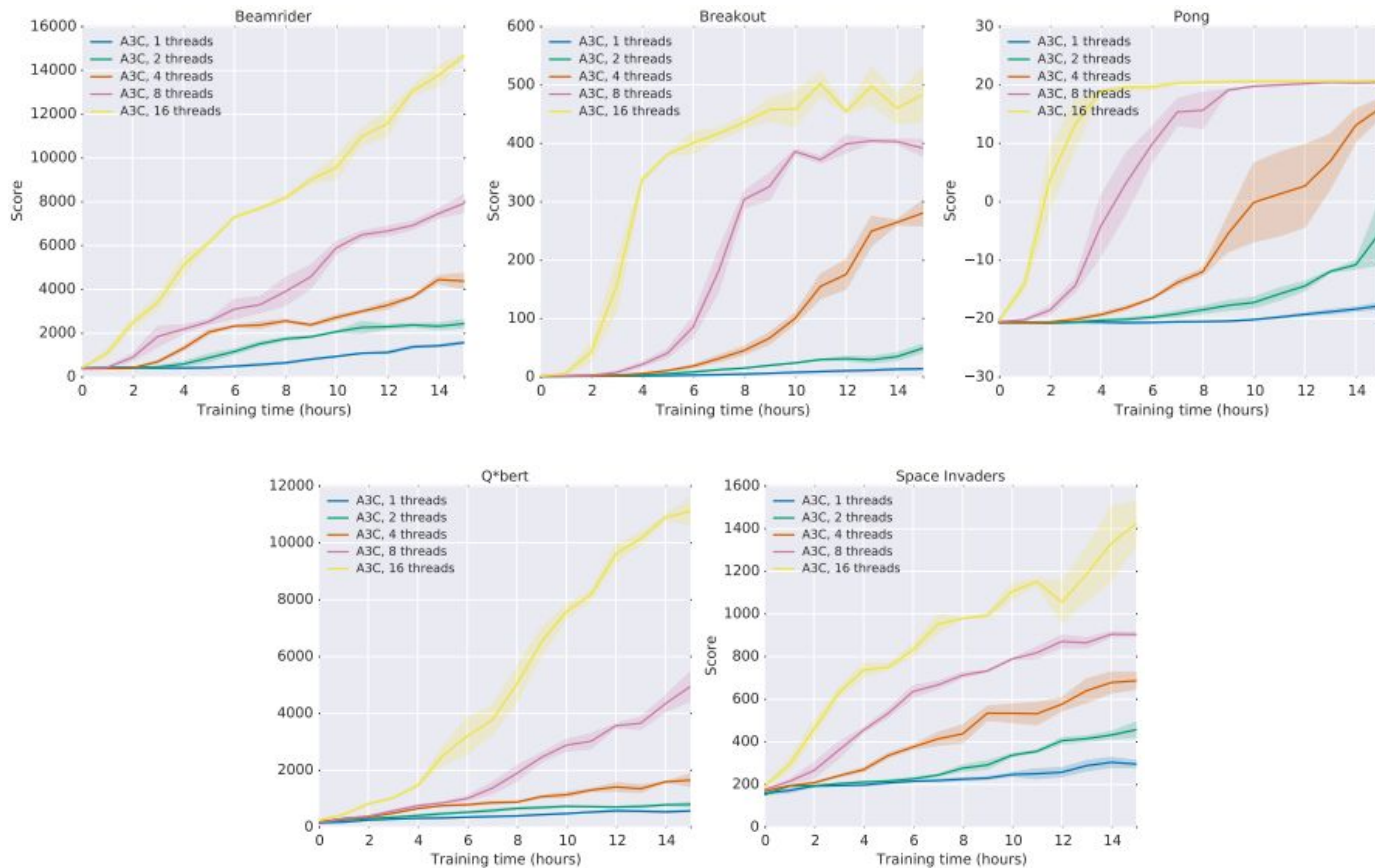 Beamrider
16000
14000
12000
10000
8000
6000
4000
2000
0
Score
A3C, 1 threads
A3C, 2 threads
A3C, 4 threads
A3C, 8 threads
A3C, 16 threads
0 2 4 6 8 10 12 14
Training time (hours)
Breakout
600
500
400
300
200
100
0
Score
A3C, 1 threads
A3C, 2 threads
A3C, 4 threads
A3C, 8 threads
A3C, 16 threads
0 2 4 6 8 10 12 14
Training time (hours)
Pong
30
20
10
0
−10
−20
−30
Score
A3C, 1 threads
A3C, 2 threads
A3C, 4 threads
A3C, 8 threads
A3C, 16 threads
0 2 4 6 8 10 12 14
Training time (hours)
Q*bert
12000
10000
8000
6000
4000
2000
0
A3C, 1 threads
A3C, 2 threads
A3C, 4 threads
A3C, 8 threads
A3C, 16 threads
0 2 4 6 8 10 12 14
Training time (hours)
Space Invaders
1600
1400
1200
1000
800
600
400
200
0
Score
A3C, 1 threads
A3C, 2 threads
A3C, 4 threads
A3C, 8 threads
A3C, 16 threads
0 2 4 6 8 10 12 14
Training time (hours)